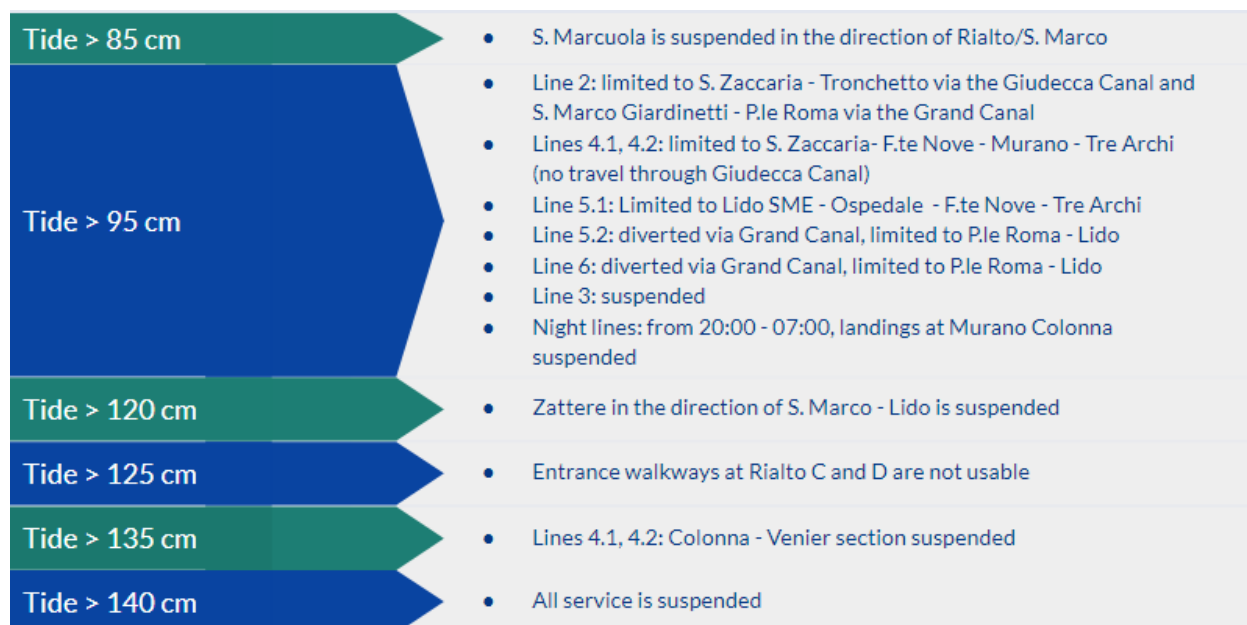 Tide > 85 cm
● S. Marcuola is suspended in the direction of Rialto/S. Marco
Tide > 95 cm
● Line 2: limited to S. Zaccaria - Tronchetto via the Giudecca Canal and
S. Marco Giardinetti - P.le Roma via the Grand Canal
● Lines 4.1, 4.2: limited to S. Zaccaria- F.te Nove - Murano - Tre Archi
(no travel through Giudecca Canal)
● Line 5.1: Limited to Lido SME - Ospedale - F.te Nove - Tre Archi
● Line 5.2: diverted via Grand Canal, limited to P.le Roma - Lido
● Line 6: diverted via Grand Canal, limited to P.le Roma - Lido
● Line 3: suspended
● Night lines: from 20:00 - 07:00, landings at Murano Colonna
suspended
Tide > 120 cm
● Zattere in the direction of S. Marco - Lido is suspended
Tide > 125 cm
● Entrance walkways at Rialto C and D are not usable
Tide > 135 cm
● Lines 4.1, 4.2: Colonna - Venier section suspended
Tide > 140 cm
● All service is suspended